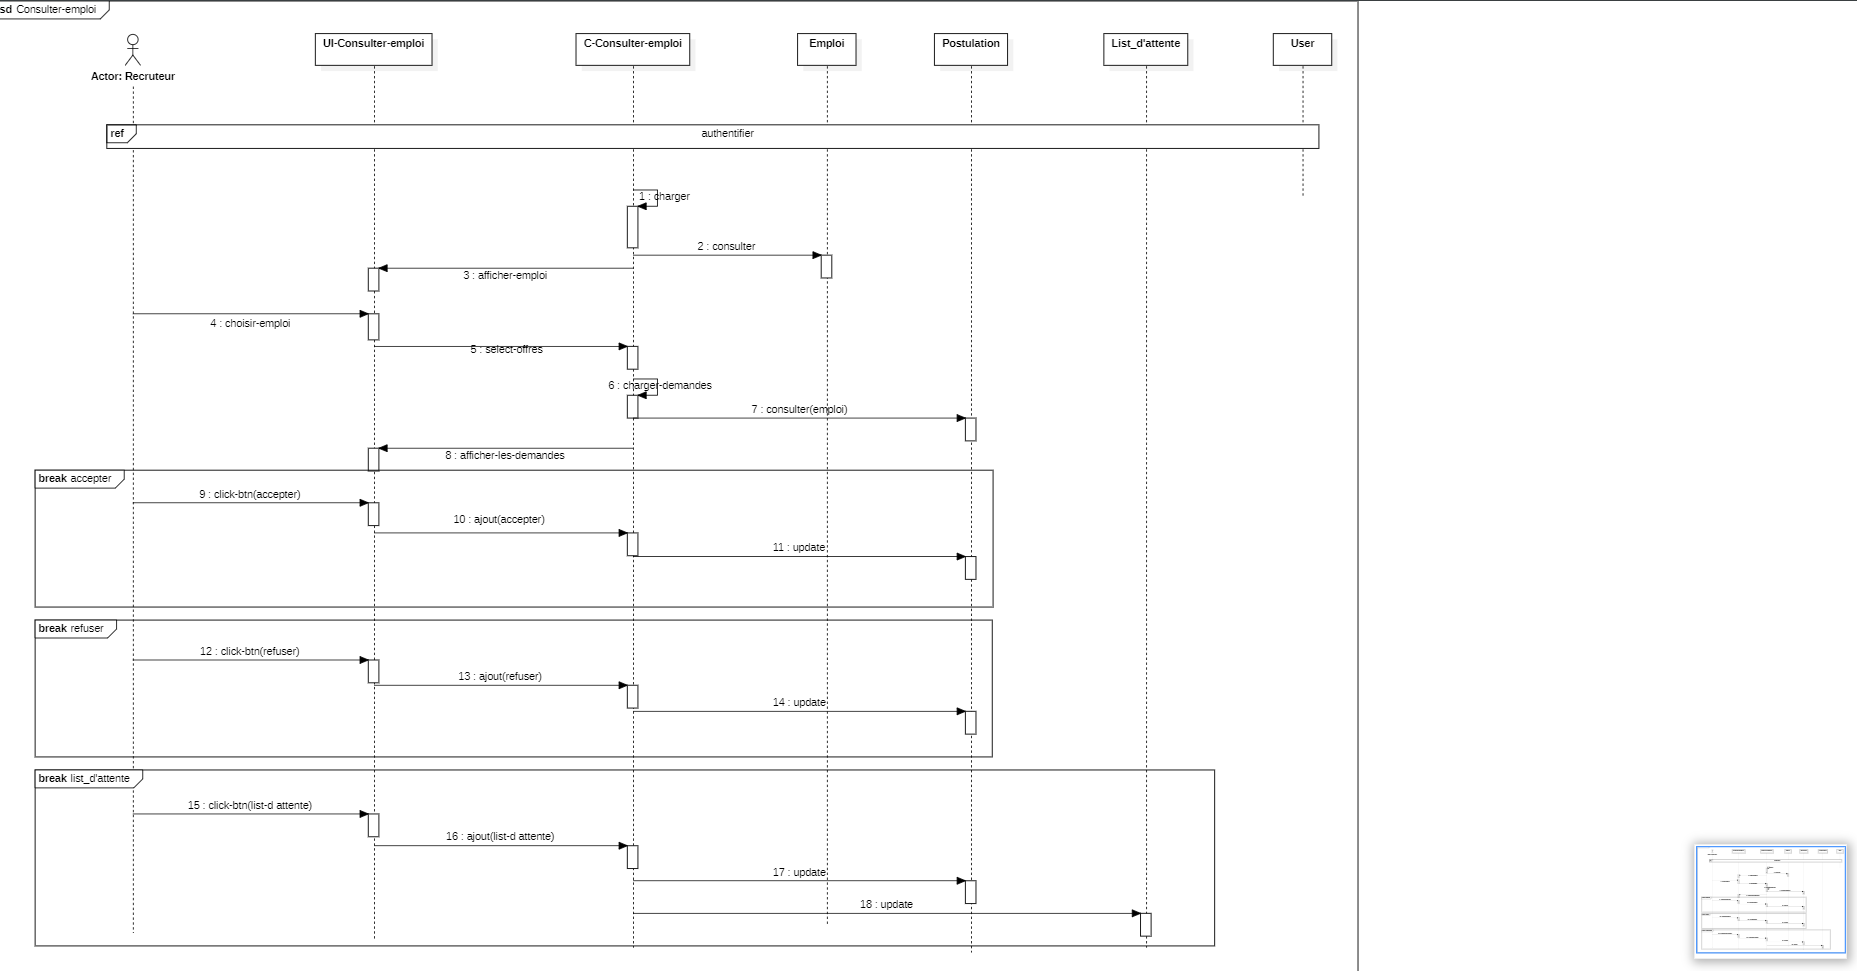 sd Consulter-emploi
Actor: Recruteur
UI-Consulter-emploi
C-Consulter-emploi
Emploi
Postulation
List_d'attente
User
ref
authentifier
1 : charger
2 : consulter
3 : afficher-emploi
4 : choisir-emploi
5 : select-offres
6 : charger-demandes
7 : consulter(emploi)
8 : afficher-les-demandes
break accepter
9 : click-btn(accepter)
10 : ajout(accepter)
11 : update
break refuser
12 : click-btn(refuser)
13 : ajout(refuser)
14 : update
break list_d'attente
15 : click-btn(list-d attente)
16 : ajout(list-d attente)
17 : update
18 : update